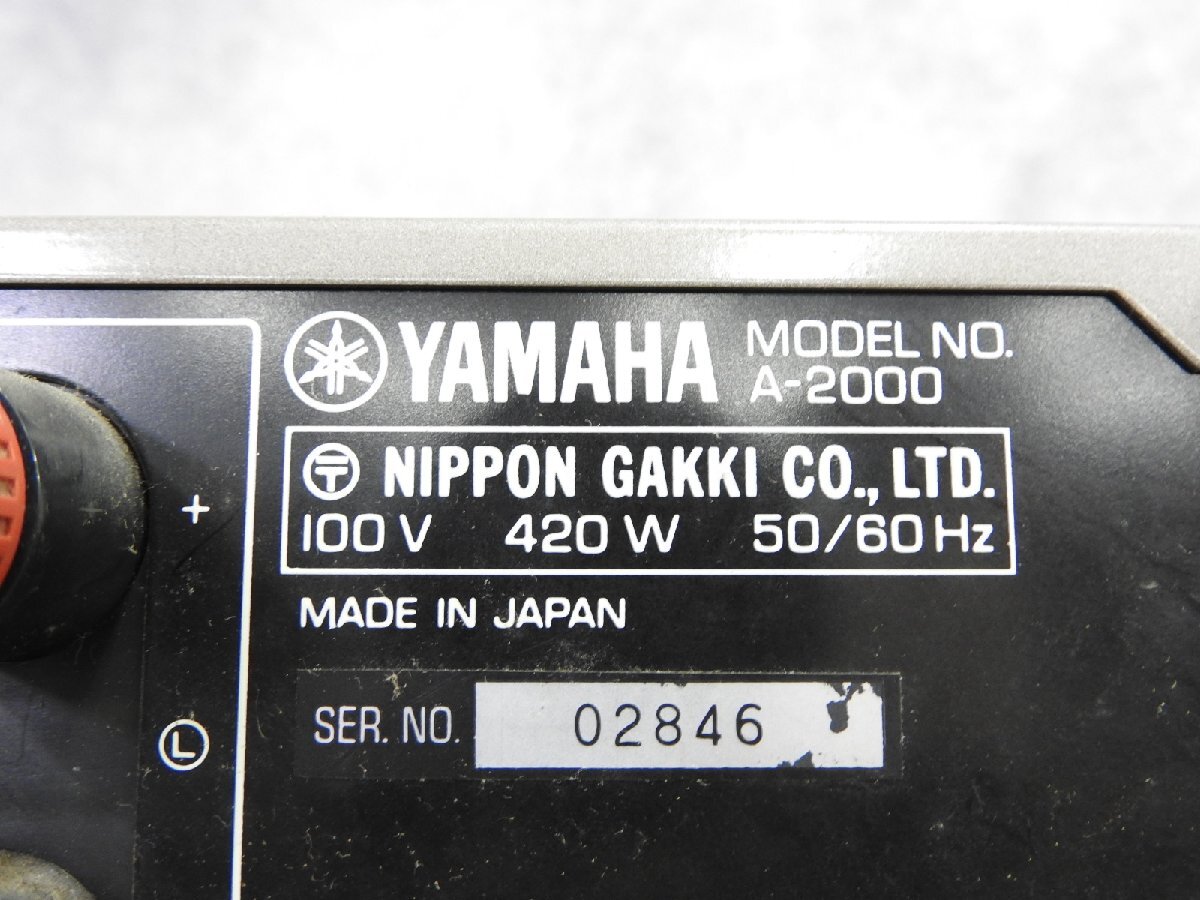 YAMAHA
MODEL NO.
A-2000
〒 NIPPON GAKKI CO., LTD.
100 V 420 W 50/60 Hz
MADE IN JAPAN
SER. NO. 02846
+
L